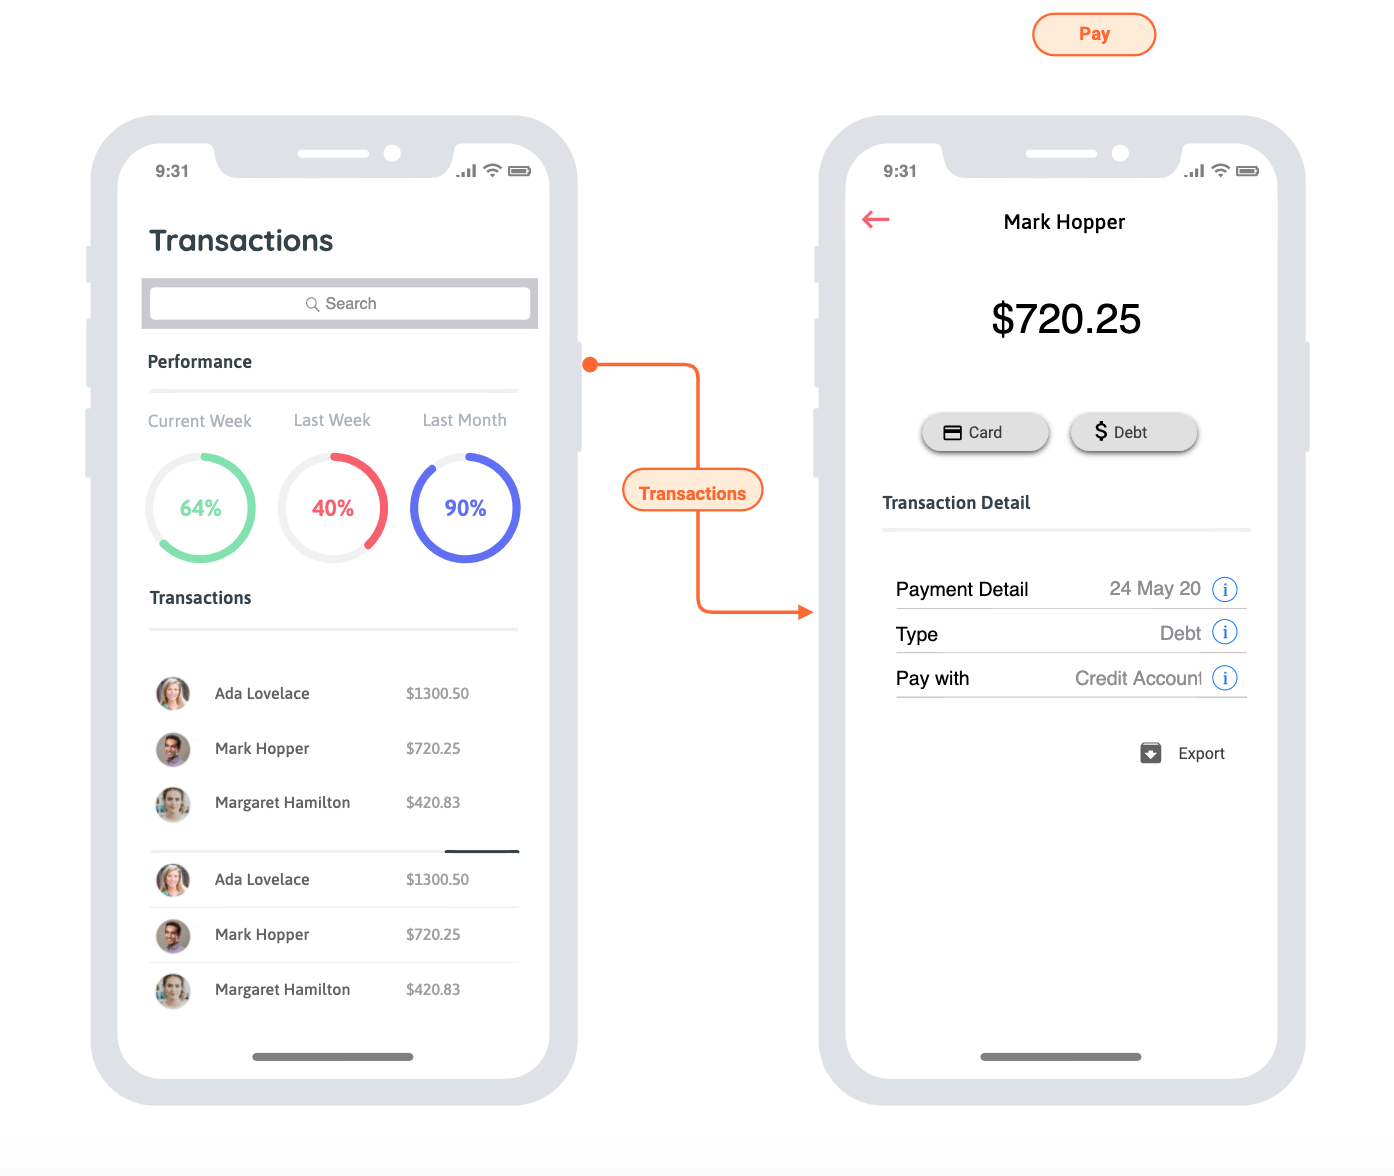 Pay
9:31
Transactions
Search
Performance
Current Week Last Week Last Month
64% 40% 90%
Transactions
Ada Lovelace $1300.50
Mark Hopper $720.25
Margaret Hamilton $420.83
Ada Lovelace $1300.50
Mark Hopper $720.25
Margaret Hamilton $420.83
Transactions
9:31
Mark Hopper
$720.25
Card $ Debt
Transaction Detail
Payment Detail 24 May 20 i
Type Debt i
Pay with Credit Account i
Export